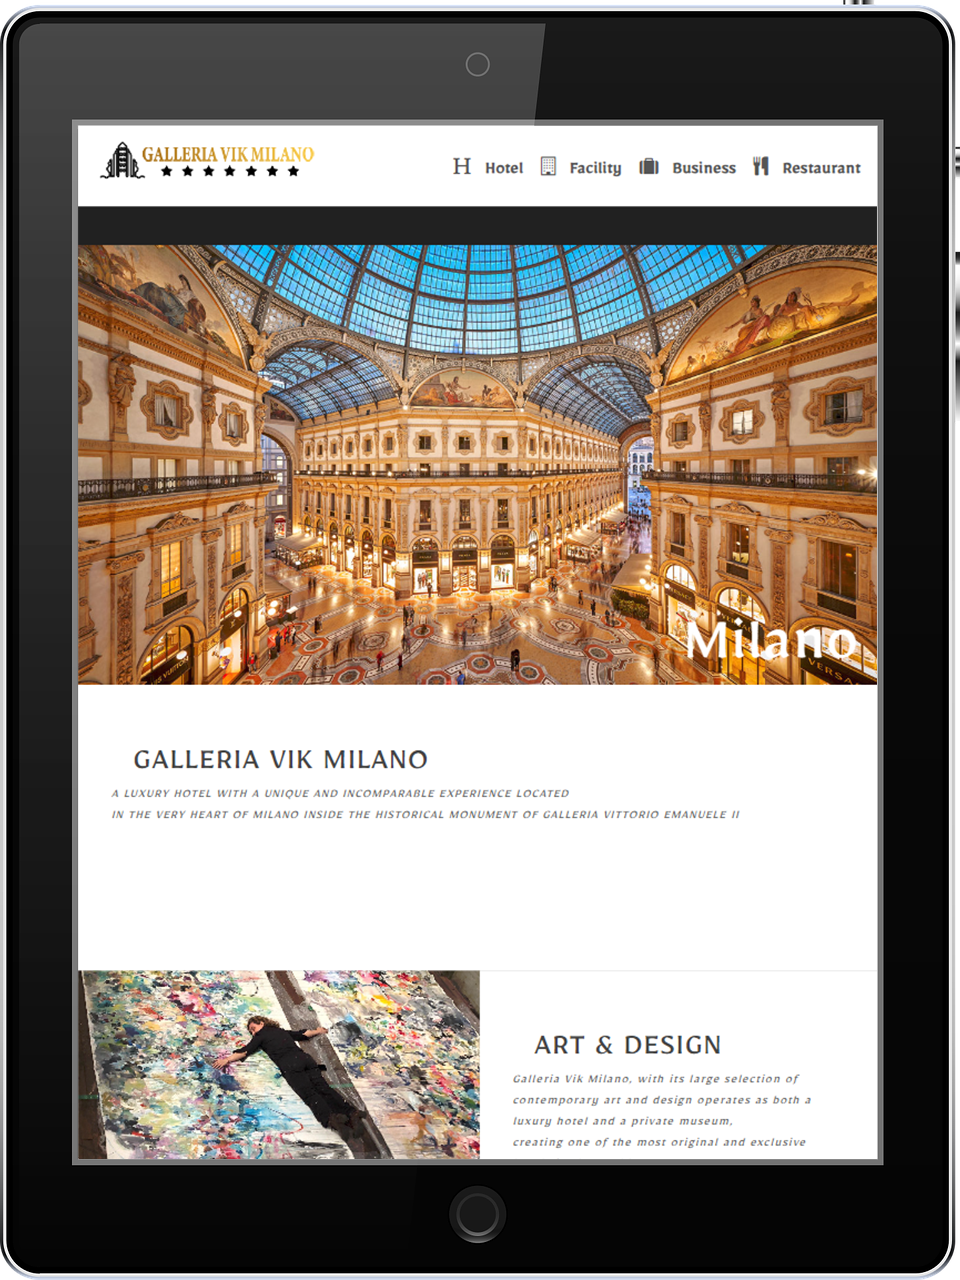 GALLERIA VIK MILANO
H Hotel Facility Business Restaurant
Milano
GALLERIA VIK MILANO
A LUXURY HOTEL WITH A UNIQUE AND INCOMPARABLE EXPERIENCE LOCATED
IN THE VERY HEART OF MILANO INSIDE THE HISTORICAL MONUMENT OF GALLERIA VITTORIO EMANUELE II
ART & DESIGN
Galleria Vik Milano, with its large selection of
contemporary art and design operates as both a
luxury hotel and a private museum,
creating one of the most original and exclusive